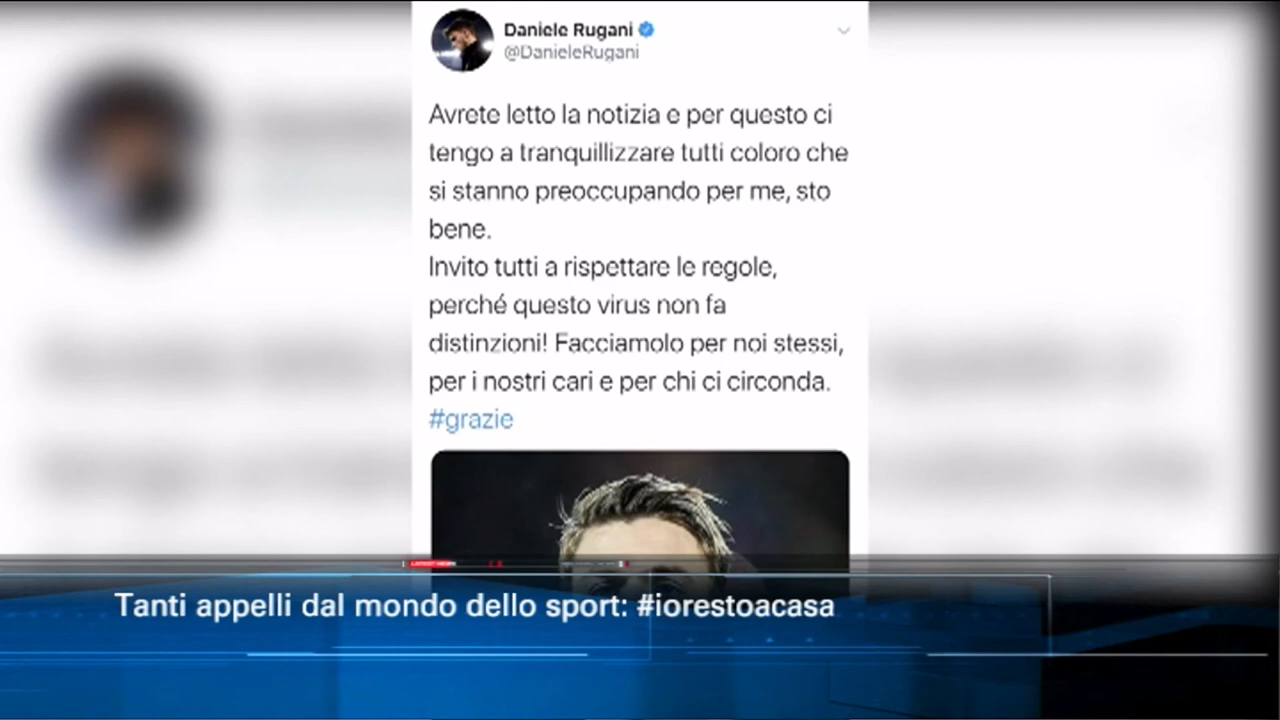 Daniele Rugani
@DanieleRugani
Avrete letto la notizia e per questo ci
tengo a tranquillizzare tutti coloro che
si stanno preoccupando per me, sto
bene.
Invito tutti a rispettare le regole,
perché questo virus non fa
distinzioni! Facciamolo per noi stessi,
per i nostri cari e per chi ci circonda.
#grazie
LATEST NEWS
Tanti appelli dal mondo dello sport: #iorestoacasa